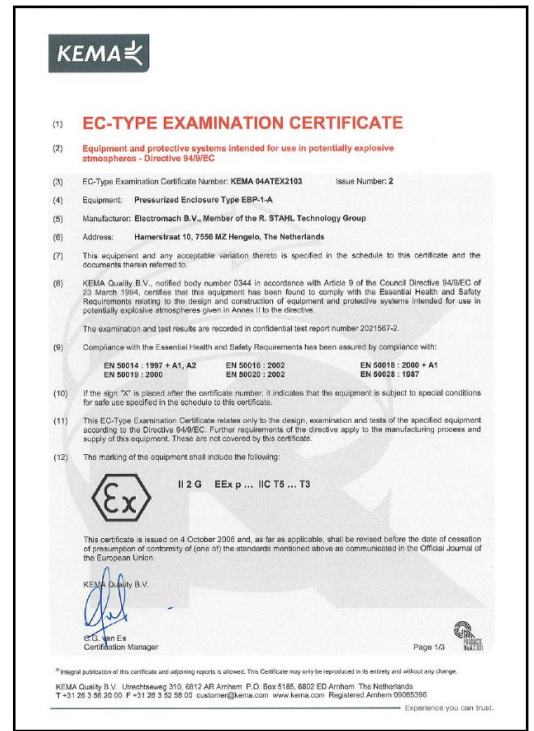 KEMA
(1) EC-TYPE EXAMINATION CERTIFICATE
(2) Equipment and protective systems intended for use in potentially explosive
atmospheres - Directive 94/9/EC
(3) EC-Type Examination Certificate Number: KEMA 04ATEX2103 Issue Number: 2
(4) Equipment: Pressurized Enclosure Type EBP-1-A
(5) Manufacturer: Electromach B.V., Member of the R. STAHL Technology Group
(6) Address: Hamerstraat 10, 7556 MZ Hengelo, The Netherlands
(7) This equipment and any acceptable variation thereto is specified in the schedule to this certificate and the
documents therein referred to.
(8) KEMA Quality B.V., notified body number 0344 in accordance with Article 9 of the Council Directive 94/9/EC of
23 March 1994, certifies that this equipment has been found to comply with the Essential Health and Safety
Requirements relating to the design and construction of equipment and protective systems intended for use in
potentially explosive atmospheres given in Annex II to the directive.
The examination and test results are recorded in confidential test report number 2021567-2.
(9) Compliance with the Essential Health and Safety Requirements has been assured by compliance with:
EN 50014 : 1997 + A1, A2 EN 50016 : 2002 EN 50018 : 2000 + A1
EN 50019 : 2000 EN 50020 : 2002 EN 50028 : 1987
(10) If the sign "X" is placed after the certificate number, it indicates that the equipment is subject to special conditions
for safe use specified in the schedule to this certificate.
(11) This EC-Type Examination Certificate relates only to the design, examination and tests of the specified equipment
according to the Directive 94/9/EC. Further requirements of the directive apply to the manufacturing process and
supply of this equipment. These are not covered by this certificate.
(12) The marking of the equipment shall include the following:
Ex II 2 G EEx p ... IIC T5 ... T3
This certificate is issued on 4 October 2006 and, as far as applicable, shall be revised before the date of cessation
of presumption of conformity of (one of) the standards mentioned above as communicated in the Official Journal of
the European Union.
KEMA Quality B.V.
C.G. van Es
Certification Manager
Page 1/3
® Integral publication of this certificate and adjoining reports is allowed. This Certificate may only be reproduced in its entirety and without any change.
KEMA Quality B.V. Utrechtseweg 310, 6812 AR Arnhem P.O. Box 5185, 6802 ED Arnhem The Netherlands
T +31 26 3 56 20 00 F +31 26 3 52 58 00 customer@kema.com www.kema.com Registered Arnhem 09085396
Experience you can trust.